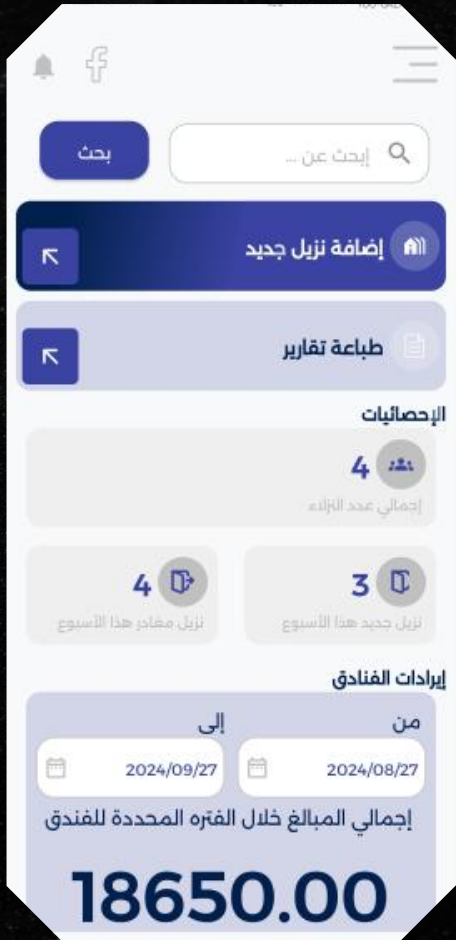 إبحث عن ...
بحث
إضافة نزيل جديد
طباعة تقارير
الإحصائيات
4
إجمالي عدد النزلاء
3
نزيل جديد هذا الأسبوع
4
نزيل مغادر هذا الأسبوع
إيرادات الفنادق
من
إلى
2024/08/27
2024/09/27
إجمالي المبالغ خلال الفتره المحددة للفندق
18650.00